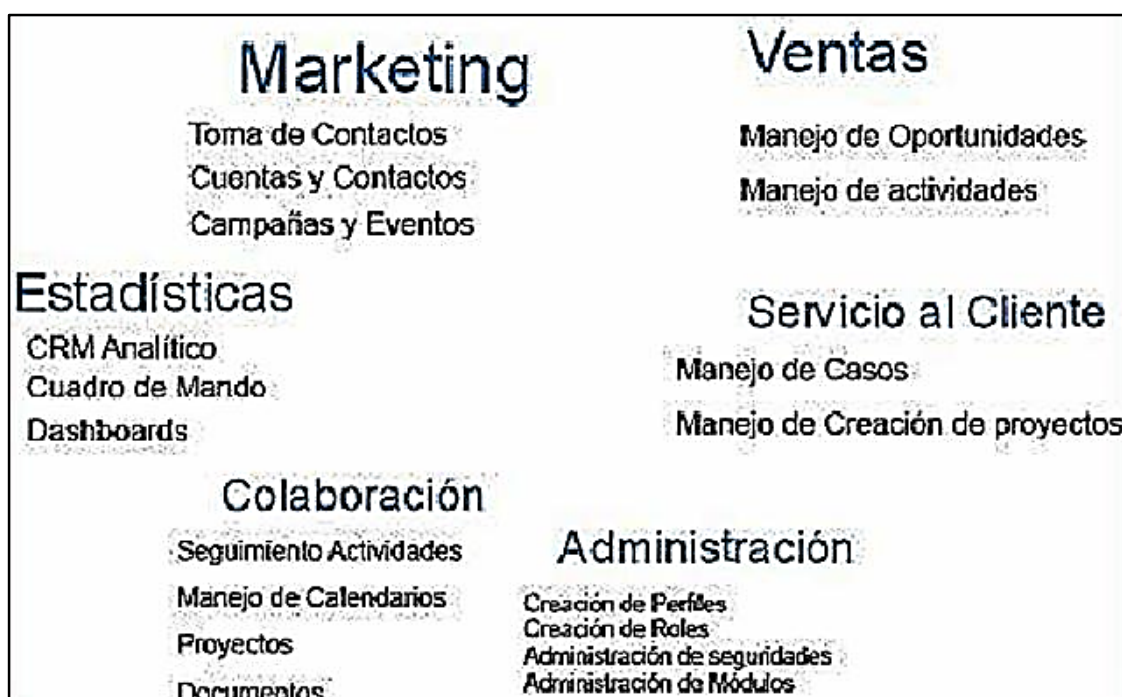 Marketing
Toma de Contactos
Cuentas y Contactos
Campañas y Eventos
Ventas
Manejo de Oportunidades
Manejo de actividades
Estadísticas
CRM Analítico
Cuadro de Mando
Dashboards
Servicio al Cliente
Manejo de Casos
Manejo de Creación de proyectos
Colaboración
Seguimiento Actividades
Manejo de Calendarios
Proyectos
Documentos
Administración
Creación de Perfiles
Creación de Roles
Administración de seguridades
Administración de Módulos